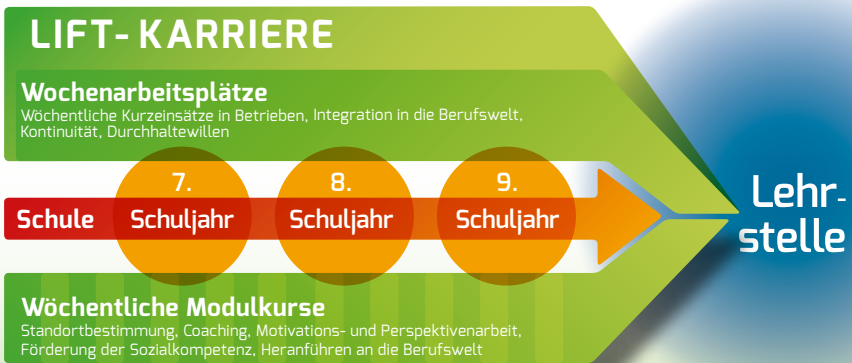 LIFT- KARRIERE
Wochenarbeitsplätze
Wöchentliche Kurzeinsätze in Betrieben, Integration in die Berufswelt,
Kontinuität, Durchhaltewillen
Schule
7.
Schuljahr
8.
Schuljahr
9.
Schuljahr
Lehr-
stelle
Wöchentliche Modulkurse
Standortbestimmung, Coaching, Motivations- und Perspektivenarbeit,
Förderung der Sozialkompetenz, Heranführen an die Berufswelt